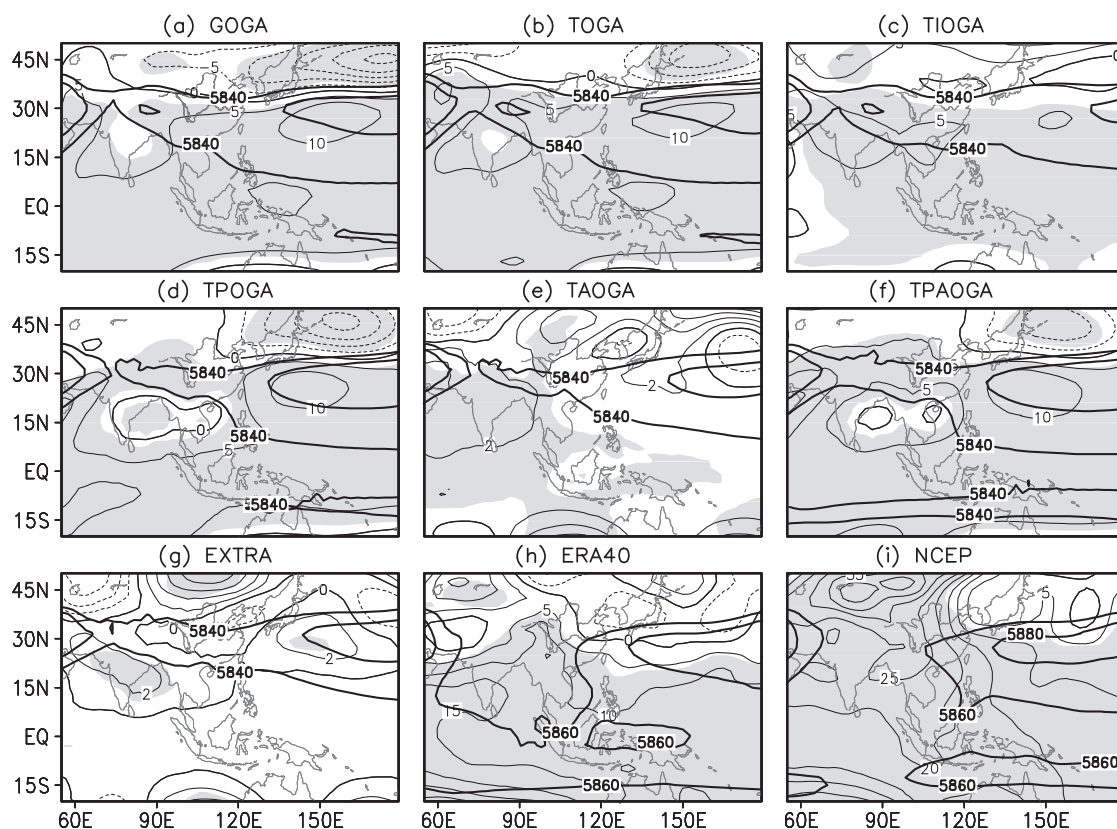 (a) GOGA (b) TOGA (c) TIOGA
45N 5 0 5840 5 5840 10
30N 5 0 5840 5 5840 10
15N 5840 5 5840
EQ
15S
(d) TPOGA (e) TAOGA (f) TPAOGA
45N 0 5840 10 0 5840 5 5840
30N 5840 2 5840 2
15N 5840 5 10 5840
EQ 5840
15S 5840
(g) EXTRA (h) ERA40 (i) NCEP
45N 0 0 5840 2 5840 2
30N 5 0 15 10 5860 5860
15N 5 5880 25 5860
EQ 20 5860
15S 5860 5860
60E 90E 120E 150E 60E 90E 120E 150E 60E 90E 120E 150E